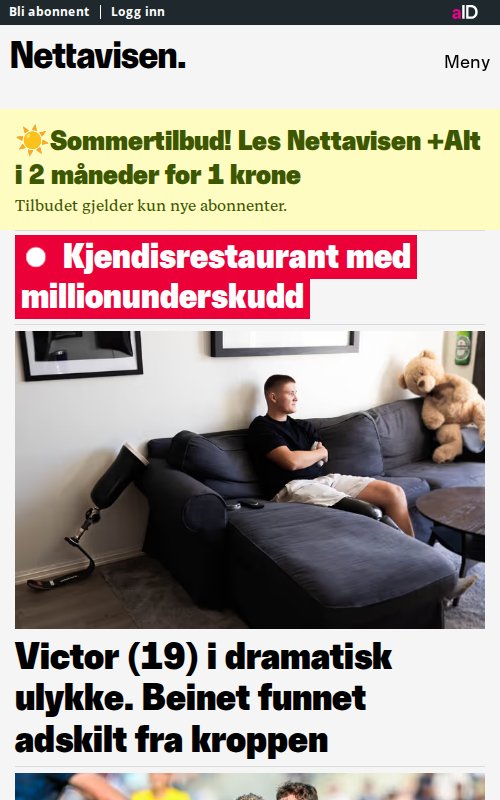 Bli abonnent | Logg inn
aID
Nettavisen.
Meny
☀️Sommertilbud! Les Nettavisen +Alt
i 2 måneder for 1 krone
Tilbudet gjelder kun nye abonnenter.
Kjendisrestaurant med
millionunderskudd
Victor (19) i dramatisk
ulykke. Beinet funnet
adskilt fra kroppen